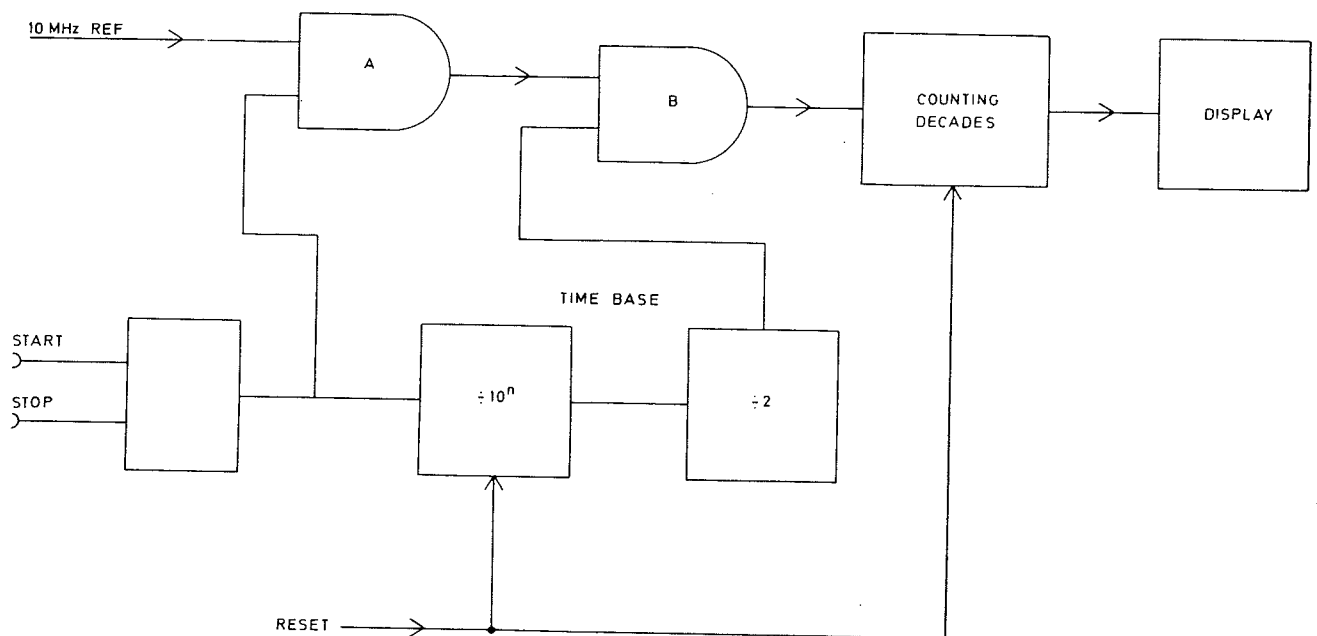 10 MHz REF
A
B
COUNTING
DECADES
DISPLAY
TIME BASE
START
STOP
÷10ⁿ
÷2
RESET